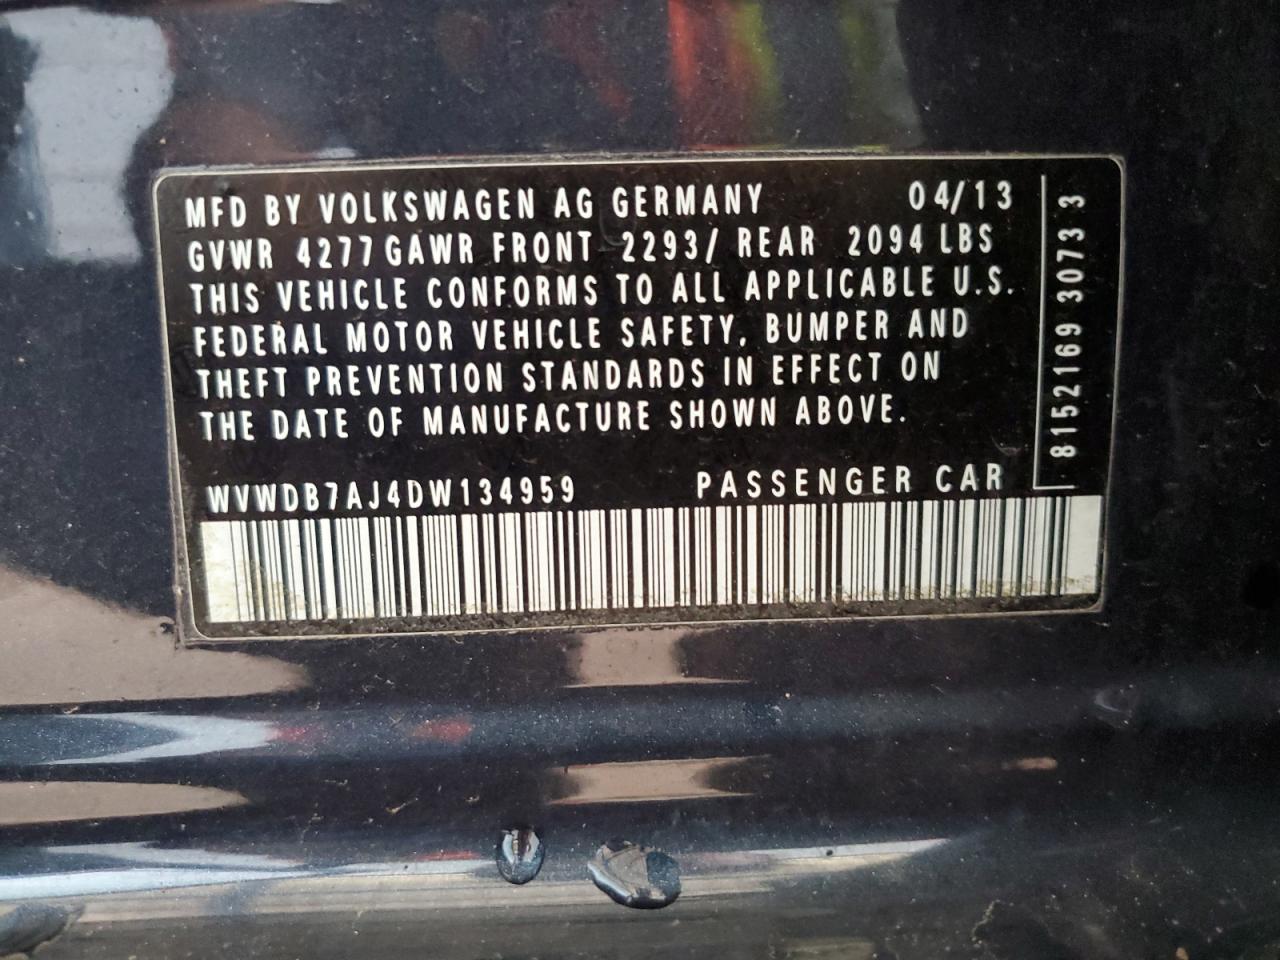 MFD BY VOLKSWAGEN AG GERMANY 04/13
GVWR 4277 GAWR FRONT 2293/ REAR 2094 LBS
THIS VEHICLE CONFORMS TO ALL APPLICABLE U.S.
FEDERAL MOTOR VEHICLE SAFETY, BUMPER AND
THEFT PREVENTION STANDARDS IN EFFECT ON
THE DATE OF MANUFACTURE SHOWN ABOVE.
WVWDB7AJ4DW134959 PASSENGER CAR
8152169 3073 3